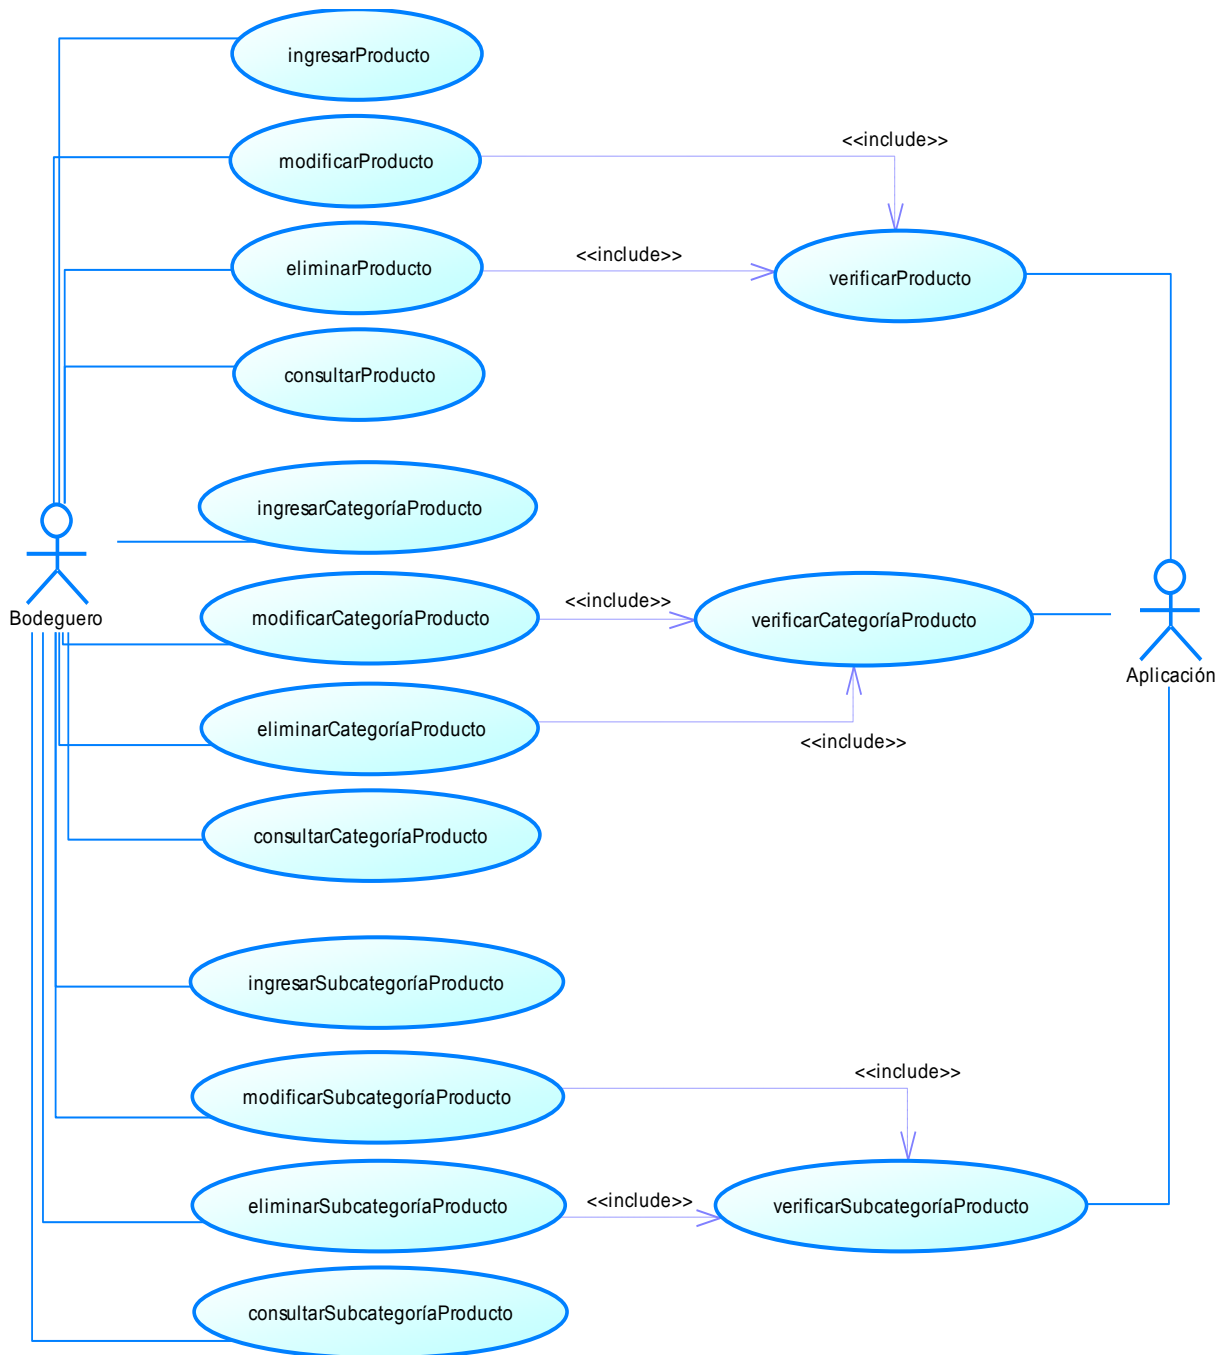 ingresarProducto
<<include>>
modificarProducto
<<include>>
eliminarProducto
verificarProducto
consultarProducto
ingresarCategoríaProducto
<<include>>
Bodeguero
modificarCategoríaProducto
verificarCategoríaProducto
Aplicación
eliminarCategoríaProducto
<<include>>
consultarCategoríaProducto
ingresarSubcategoríaProducto
<<include>>
modificarSubcategoríaProducto
<<include>>
eliminarSubcategoríaProducto
verificarSubcategoríaProducto
consultarSubcategoríaProducto